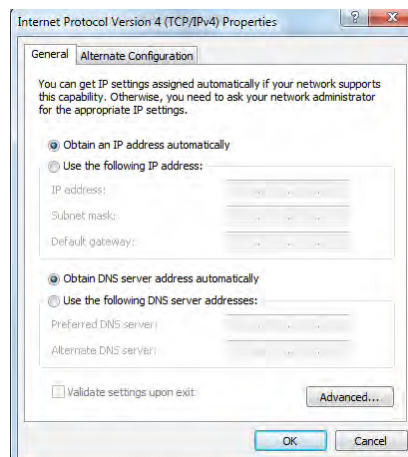 Internet Protocol Version 4 (TCP/IPv4) Properties
General
Alternate Configuration
You can get IP settings assigned automatically if your network supports
this capability. Otherwise, you need to ask your network administrator
for the appropriate IP settings.
Obtain an IP address automatically
Use the following IP address:
IP address:
Subnet mask:
Default gateway:
Obtain DNS server address automatically
Use the following DNS server addresses:
Preferred DNS server:
Alternate DNS server:
Validate settings upon exit
Advanced...
OK
Cancel